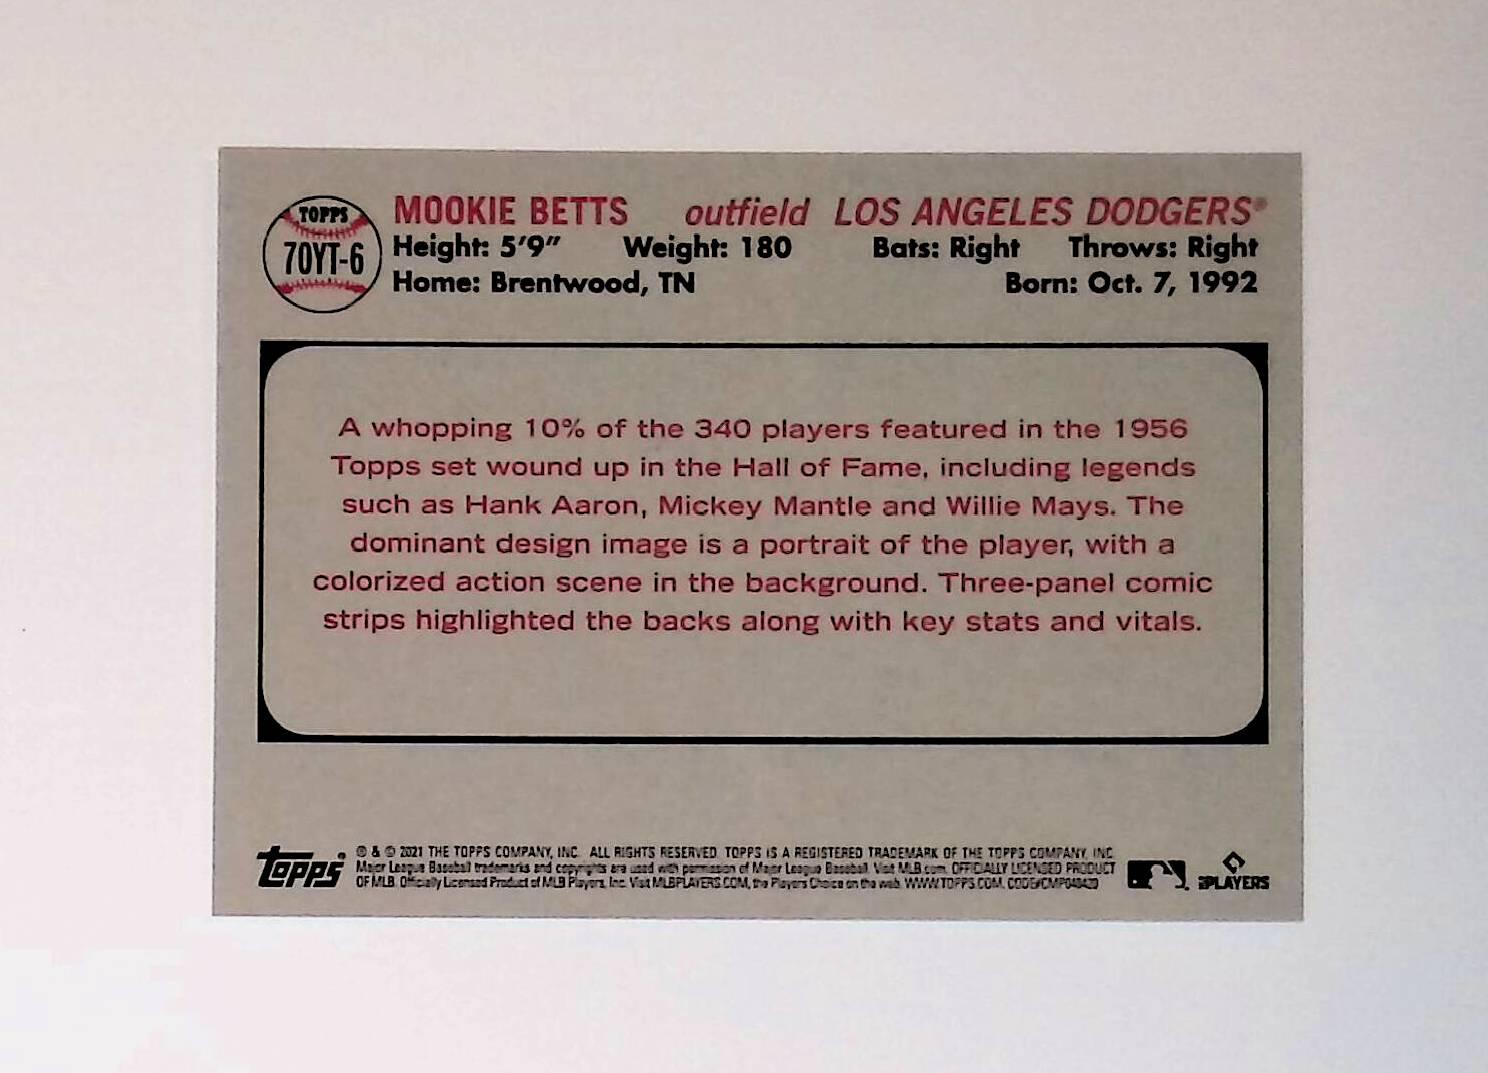 TOPPS
70YT-6
MOOKIE BETTS outfield LOS ANGELES DODGERS®
Height: 5'9" Weight: 180 Bats: Right Throws: Right
Home: Brentwood, TN Born: Oct. 7, 1992
A whopping 10% of the 340 players featured in the 1956
Topps set wound up in the Hall of Fame, including legends
such as Hank Aaron, Mickey Mantle and Willie Mays. The
dominant design image is a portrait of the player, with a
colorized action scene in the background. Three-panel comic
strips highlighted the backs along with key stats and vitals.
topps
® & © 2021 THE TOPPS COMPANY, INC. ALL RIGHTS RESERVED. TOPPS IS A REGISTERED TRADEMARK OF THE TOPPS COMPANY, INC.
Major League Baseball trademarks and copyrights are used with permission of Major League Baseball. Visit MLB.com. OFFICIALLY LICENSED PRODUCT
OF MLB. Officially Licensed Product of MLB Players, Inc. Visit MLBPLAYERS.COM, the Players Choice on the web. WWW.TOPPS.COM. CODE#CMP048420
PLAYERS